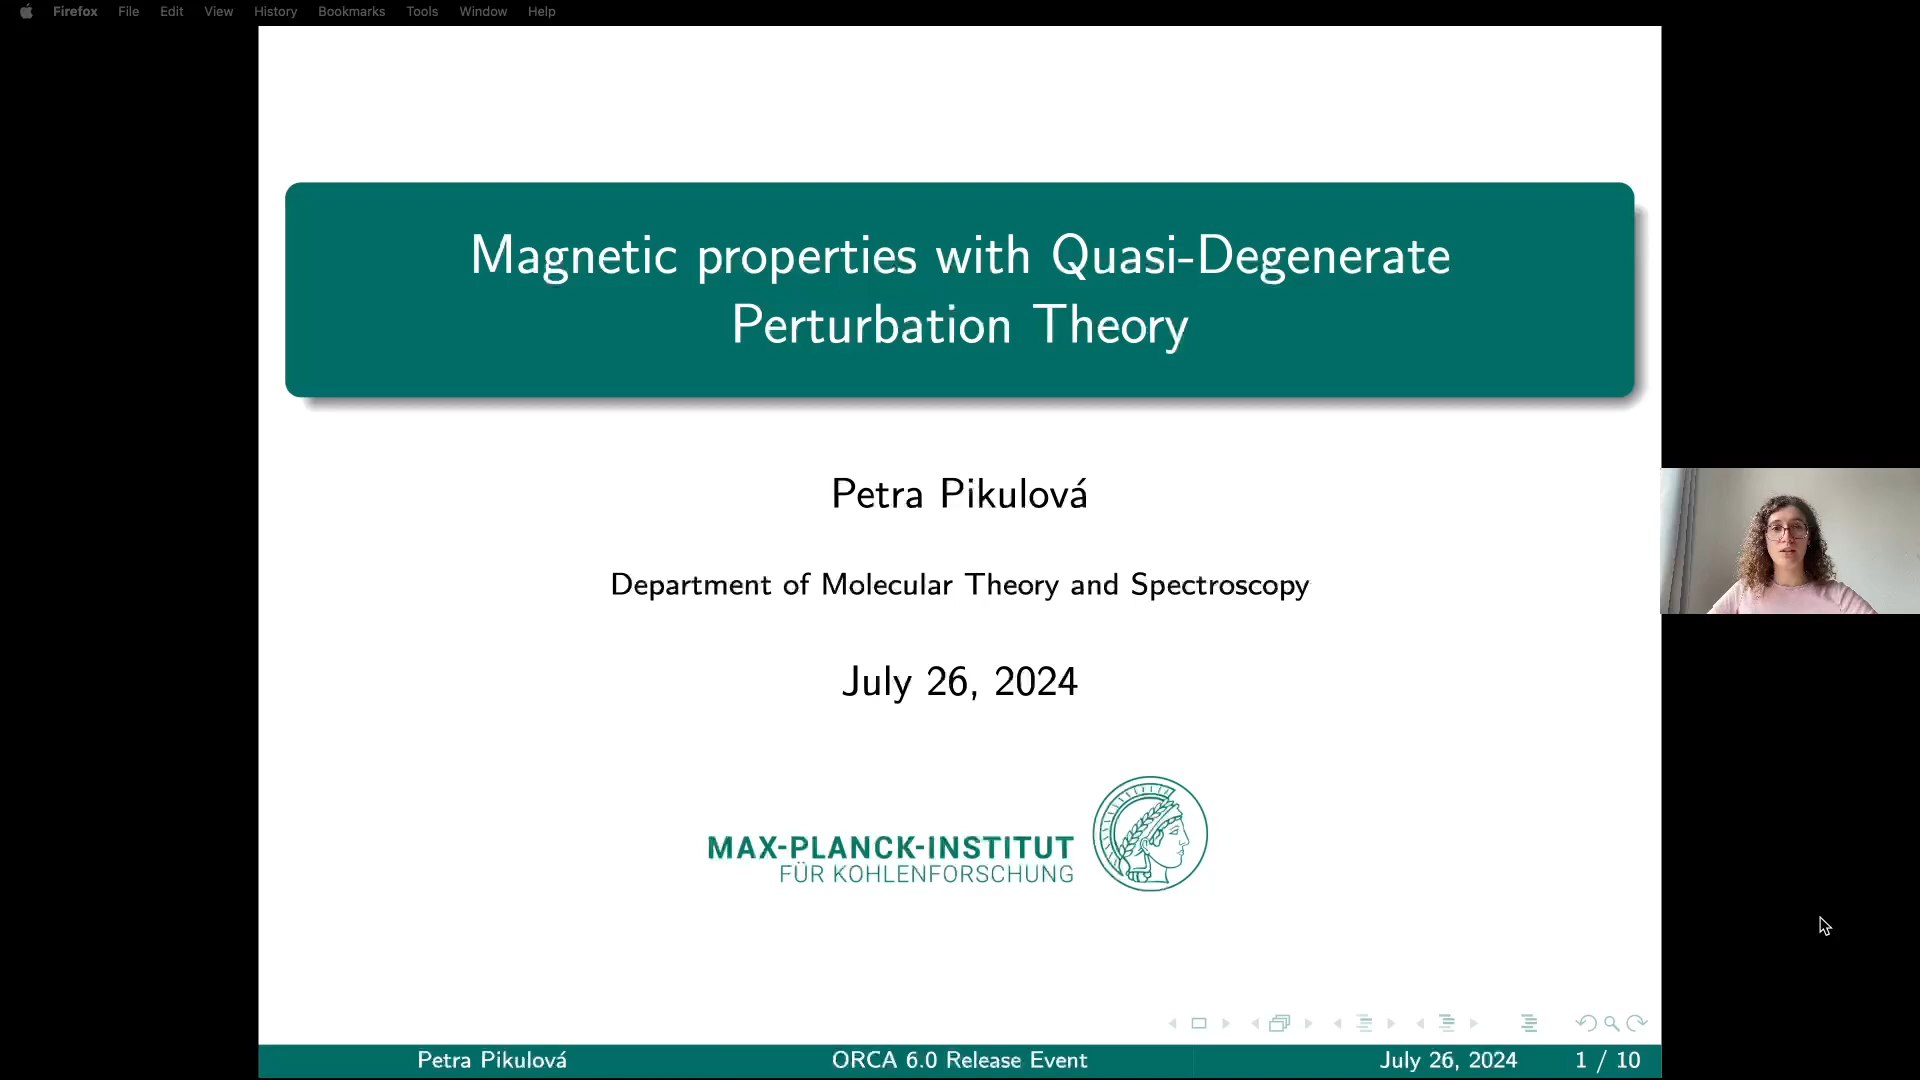 Firefox File Edit View History Bookmarks Tools Window Help
Magnetic properties with Quasi-Degenerate
Perturbation Theory
Petra Pikulová
Department of Molecular Theory and Spectroscopy
July 26, 2024
MAX-PLANCK-INSTITUT
FÜR KOHLENFORSCHUNG
Petra Pikulová ORCA 6.0 Release Event July 26, 2024 1 / 10